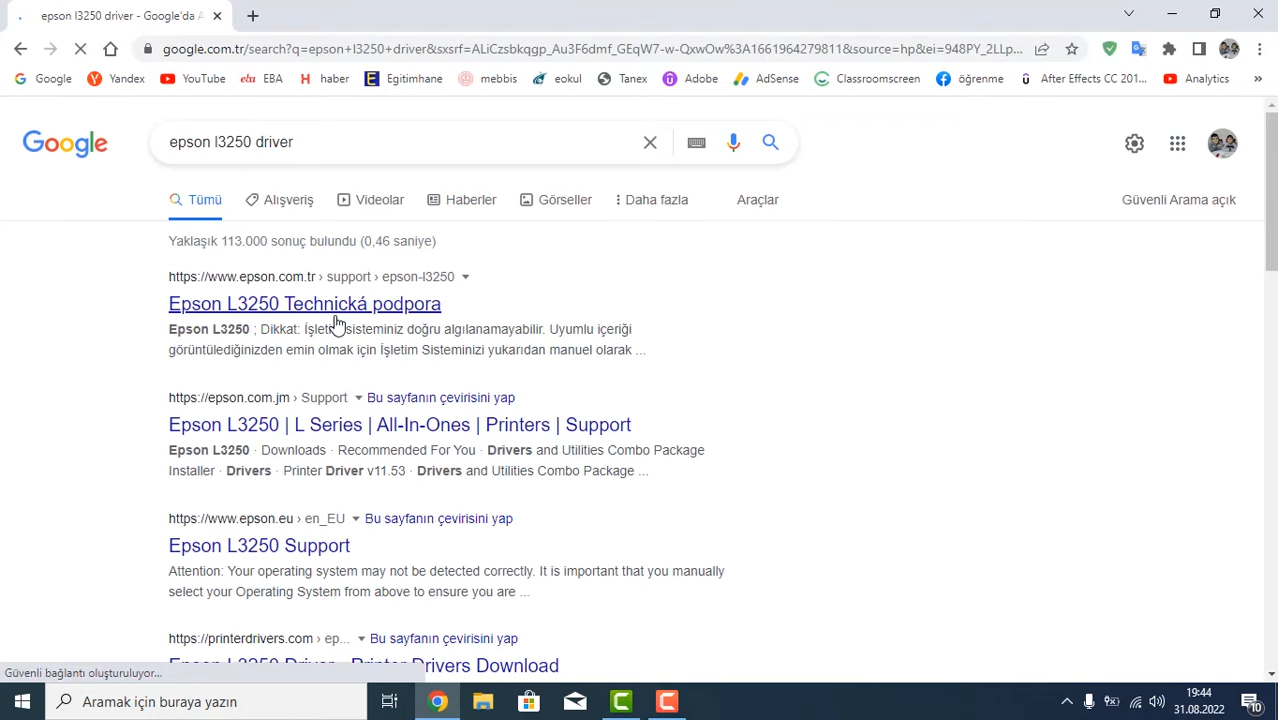 epson l3250 driver - Google'da A
google.com.tr/search?q=epson+l3250+driver&sxsrf=ALiCzsbkqgp_Au3F6dmf_GEqW7-w-QxwOw%3A1661964279811&source=hp&ei=948PY_2LLp...
Google Yandex YouTube eba EBA H haber Egitimhane mebbis eokul Tanex Adobe AdSense Classroomscreen öğrenme After Effects CC 201... Analytics »
Google epson l3250 driver
Tümü Alışveriş Videolar Haberler Görseller Daha fazla Araçlar Güvenli Arama açık
Yaklaşık 113.000 sonuç bulundu (0,46 saniye)
https://www.epson.com.tr › support › epson-l3250
Epson L3250 Technická podpora
Epson L3250 ; Dikkat: İşletim sisteminiz doğru algılanamayabilir. Uyumlu içeriği
görüntülediğinizden emin olmak için İşletim Sisteminizi yukarıdan manuel olarak ...
https://epson.com.jm › Support Bu sayfanın çevirisini yap
Epson L3250 | L Series | All-In-Ones | Printers | Support
Epson L3250 · Downloads · Recommended For You · Drivers and Utilities Combo Package
Installer · Drivers · Printer Driver v11.53 · Drivers and Utilities Combo Package ...
https://www.epson.eu › en_EU Bu sayfanın çevirisini yap
Epson L3250 Support
Attention: Your operating system may not be detected correctly. It is important that you manually
select your Operating System from above to ensure you are ...
https://printerdrivers.com › ep... Bu sayfanın çevirisini yap
Epson L3250 Driver - Printer Drivers Download
Güvenli bağlantı oluşturuluyor...
Aramak için buraya yazın
19:44
31.08.2022
10